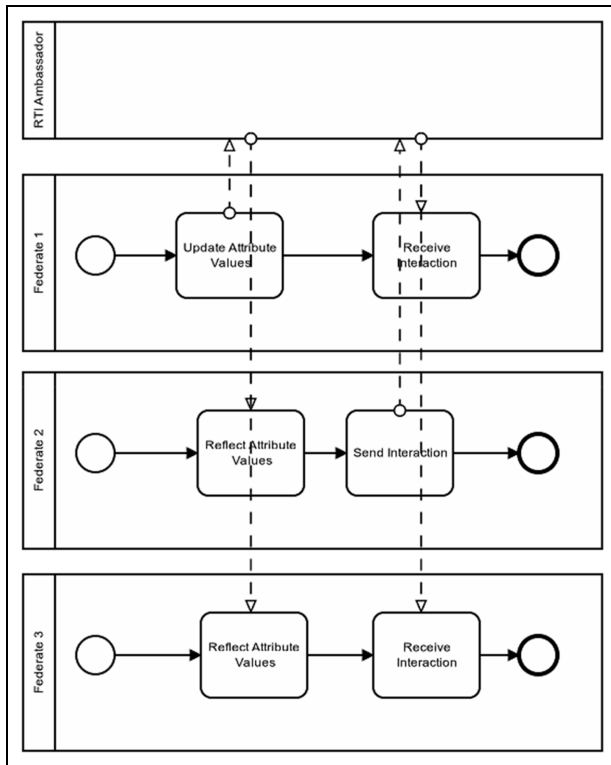 RTI Ambassador
Federate 1
Update Attribute
Values
Receive
Interaction
Federate 2
Reflect Attribute
Values
Send Interaction
Federate 3
Reflect Attribute
Values
Receive
Interaction